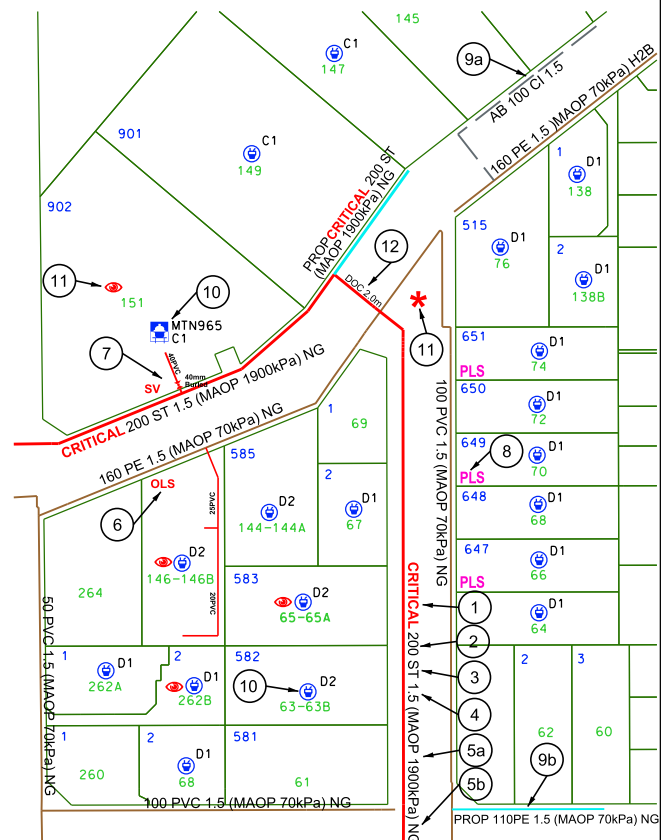 145
C1
147
9a
AB 100 CI 1.5
160 PE 1.5 )MAOP 70kPa) H2B
901
C1
149
PROP CRITICAL 200 ST
(MAOP 1900kPa) NG
1
D1
138
902
515
D1
76
2
D1
138B
12
DOC 2.0m
11
151
10
MTN965
C1
*
11
7
40PVC
SV
40mm
Buried
CRITICAL 200 ST 1.5 (MAOP 1900kPa) NG
160 PE 1.5 (MAOP 70kPa) NG
651
D1
PLS
74
650
D1
72
100 PVC 1.5 (MAOP 70kPa) NG
1
69
649
8
D1
PLS
70
585
2
D1
67
OLS
6
25PVC
D2
144-144A
648
D1
68
D2
146-146B
264
20PVC
583
D2
65-65A
647
D1
PLS
66
50 PVC 1.5 (MAOP 70kPa) NG
CRITICAL 200 ST 1.5 (MAOP 1900kPa) NG
1
D1
64
2
3
4
5a
5b
1
D1
262A
2
D1
262B
582
10
D2
63-63B
2
3
62
60
1
260
2
D1
68
581
61
9b
100 PVC 1.5 (MAOP 70kPa) NG
PROP 110PE 1.5 (MAOP 70kPa) NG